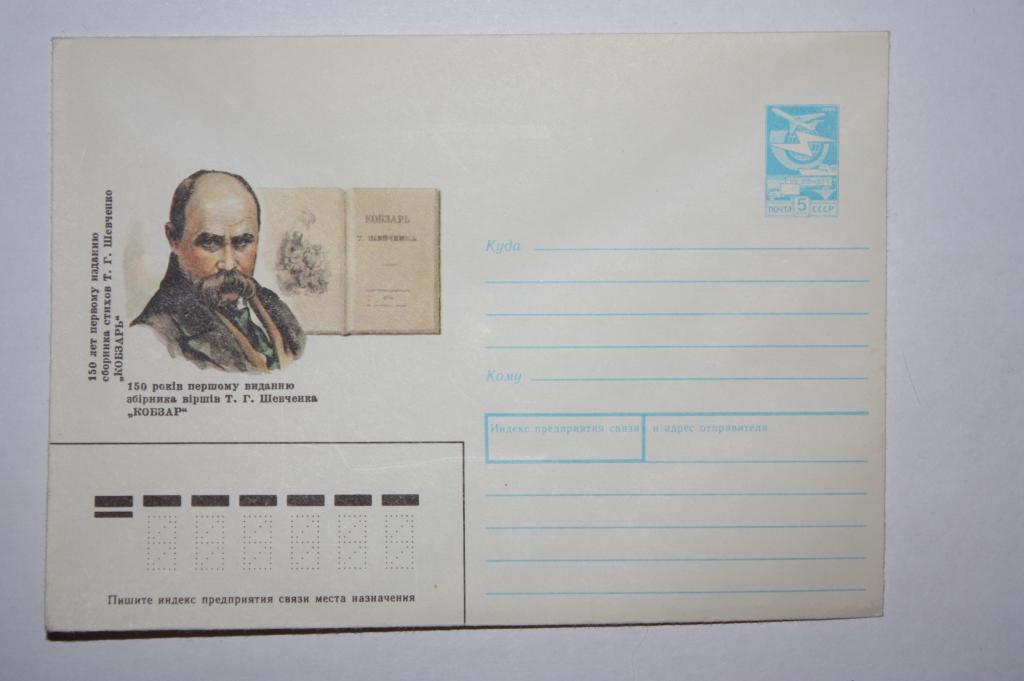 150 лет первому изданию
сборника стихов Т. Г. Шевченко
„КОБЗАРЬ“
КОБЗАРЬ
Т. ШЕВЧЕНКА
150 років першому виданню
збірника віршів Т. Г. Шевченка
„КОБЗАР“
ПОЧТА 5 СССР
Куда
Кому
Индекс предприятия связи и адрес отправителя
Пишите индекс предприятия связи места назначения